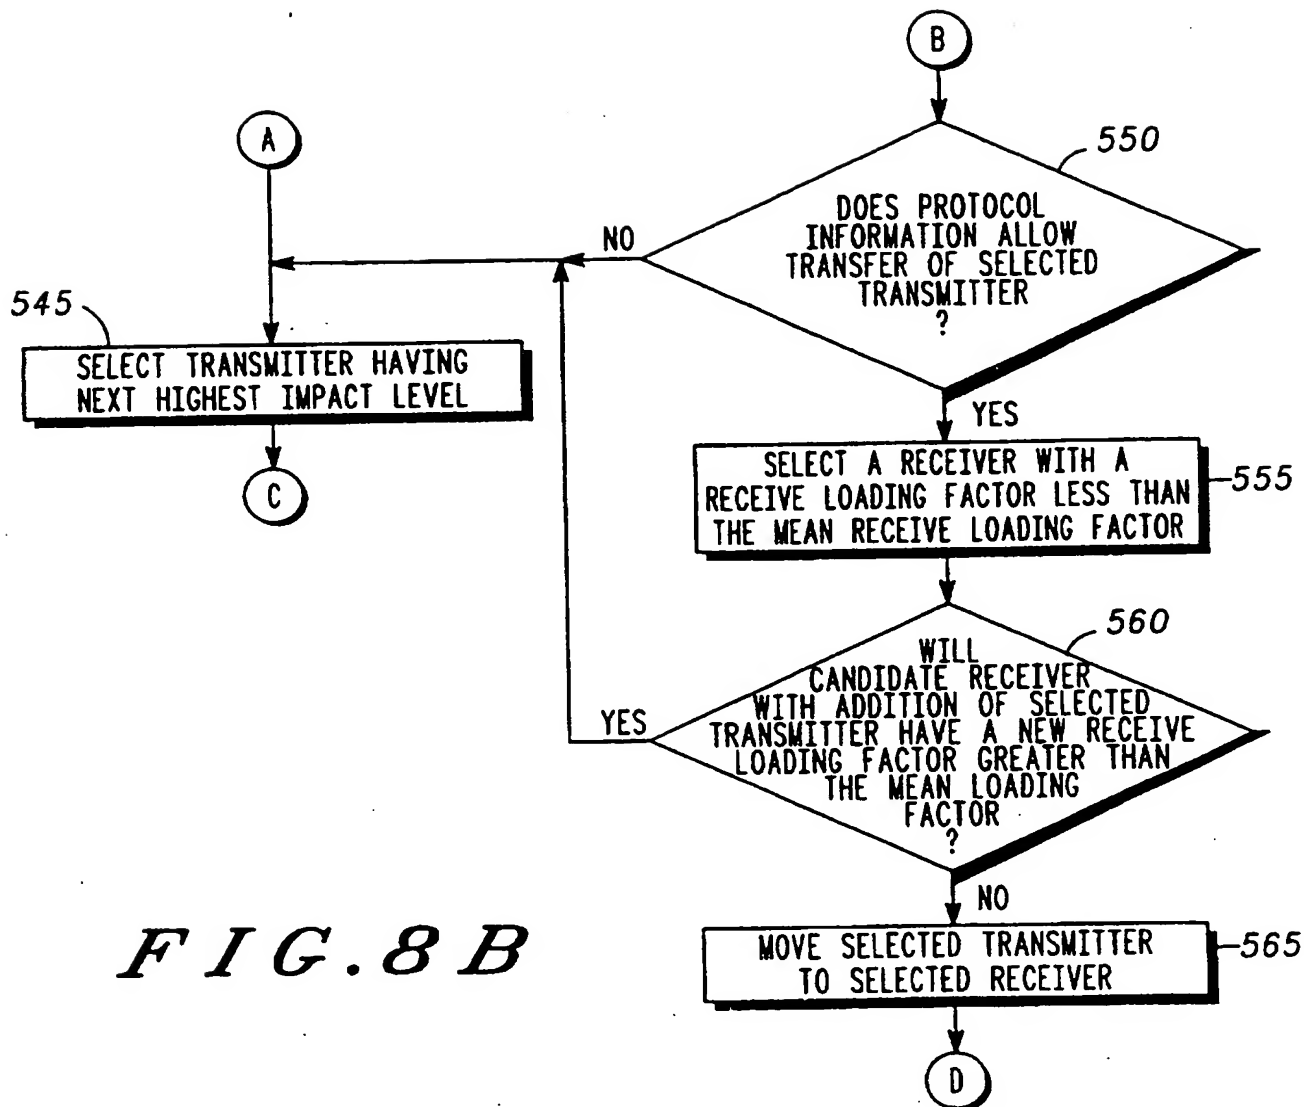 B
A
550
DOES PROTOCOL
INFORMATION ALLOW
TRANSFER OF SELECTED
TRANSMITTER
?
NO
545
SELECT TRANSMITTER HAVING
NEXT HIGHEST IMPACT LEVEL
C
YES
SELECT A RECEIVER WITH A
RECEIVE LOADING FACTOR LESS THAN
THE MEAN RECEIVE LOADING FACTOR
555
560
WILL
CANDIDATE RECEIVER
WITH ADDITION OF SELECTED
TRANSMITTER HAVE A NEW RECEIVE
LOADING FACTOR GREATER THAN
THE MEAN LOADING
FACTOR
?
YES
NO
MOVE SELECTED TRANSMITTER
TO SELECTED RECEIVER
565
D
FIG.8B